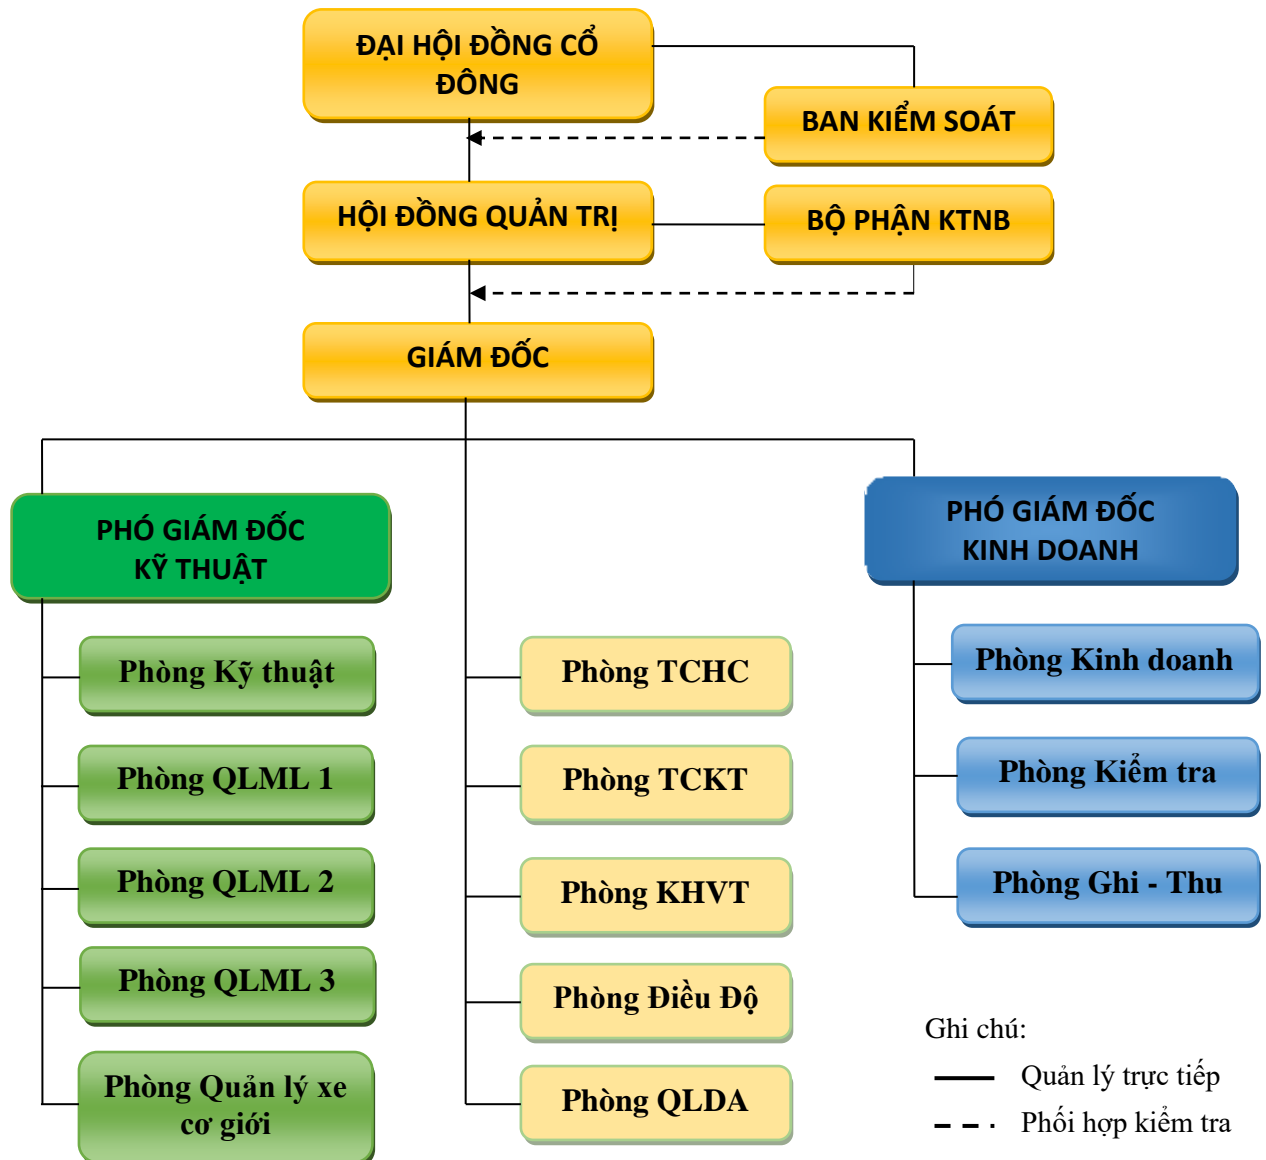 ĐẠI HỘI ĐỒNG CỔ
ĐÔNG
BAN KIỂM SOÁT
HỘI ĐỒNG QUẢN TRỊ
BỘ PHẬN KTNB
GIÁM ĐỐC
PHÓ GIÁM ĐỐC
KỸ THUẬT
PHÓ GIÁM ĐỐC
KINH DOANH
Phòng Kỹ thuật
Phòng QLML 1
Phòng QLML 2
Phòng QLML 3
Phòng Quản lý xe
cơ giới
Phòng TCHC
Phòng TCKT
Phòng KHVT
Phòng Điều Độ
Phòng QLDA
Phòng Kinh doanh
Phòng Kiểm tra
Phòng Ghi - Thu
Ghi chú:
Quản lý trực tiếp
Phối hợp kiểm tra